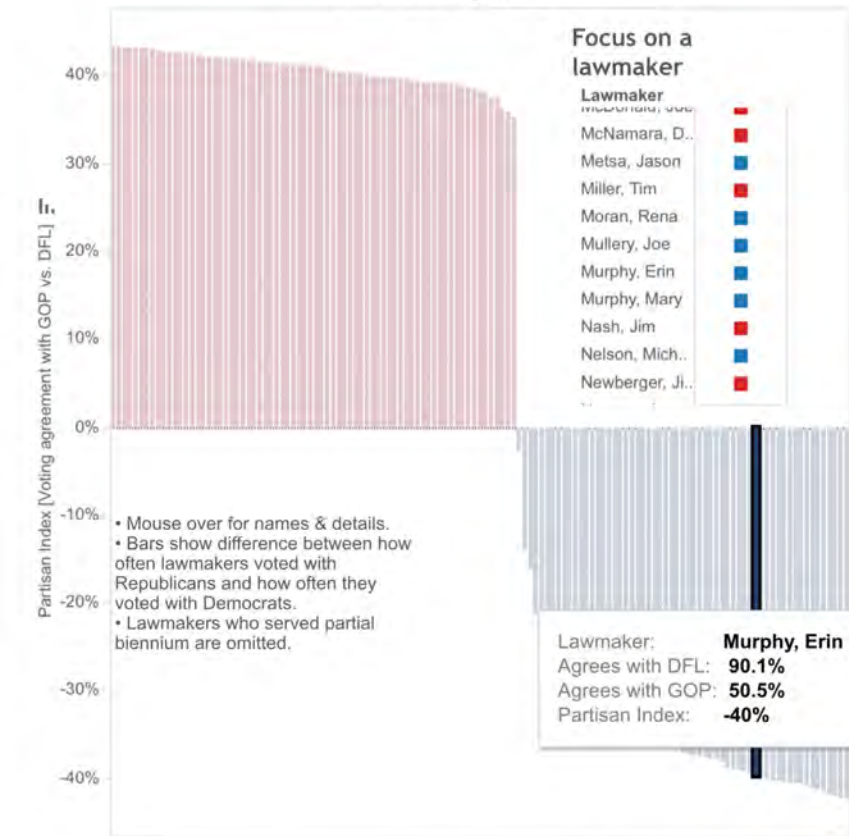 Focus on a
lawmaker
Lawmaker
McDonald, Joe
McNamara, D..
Metsa, Jason
Miller, Tim
Moran, Rena
Mullery, Joe
Murphy, Erin
Murphy, Mary
Nash, Jim
Nelson, Mich..
Newberger, Ji..
Partisan Index [Voting agreement with GOP vs. DFL]
40%
30%
20%
10%
0%
-10%
-20%
-30%
-40%
• Mouse over for names & details.
• Bars show difference between how
often lawmakers voted with
Republicans and how often they
voted with Democrats.
• Lawmakers who served partial
biennium are omitted.
Lawmaker: Murphy, Erin
Agrees with DFL: 90.1%
Agrees with GOP: 50.5%
Partisan Index: -40%